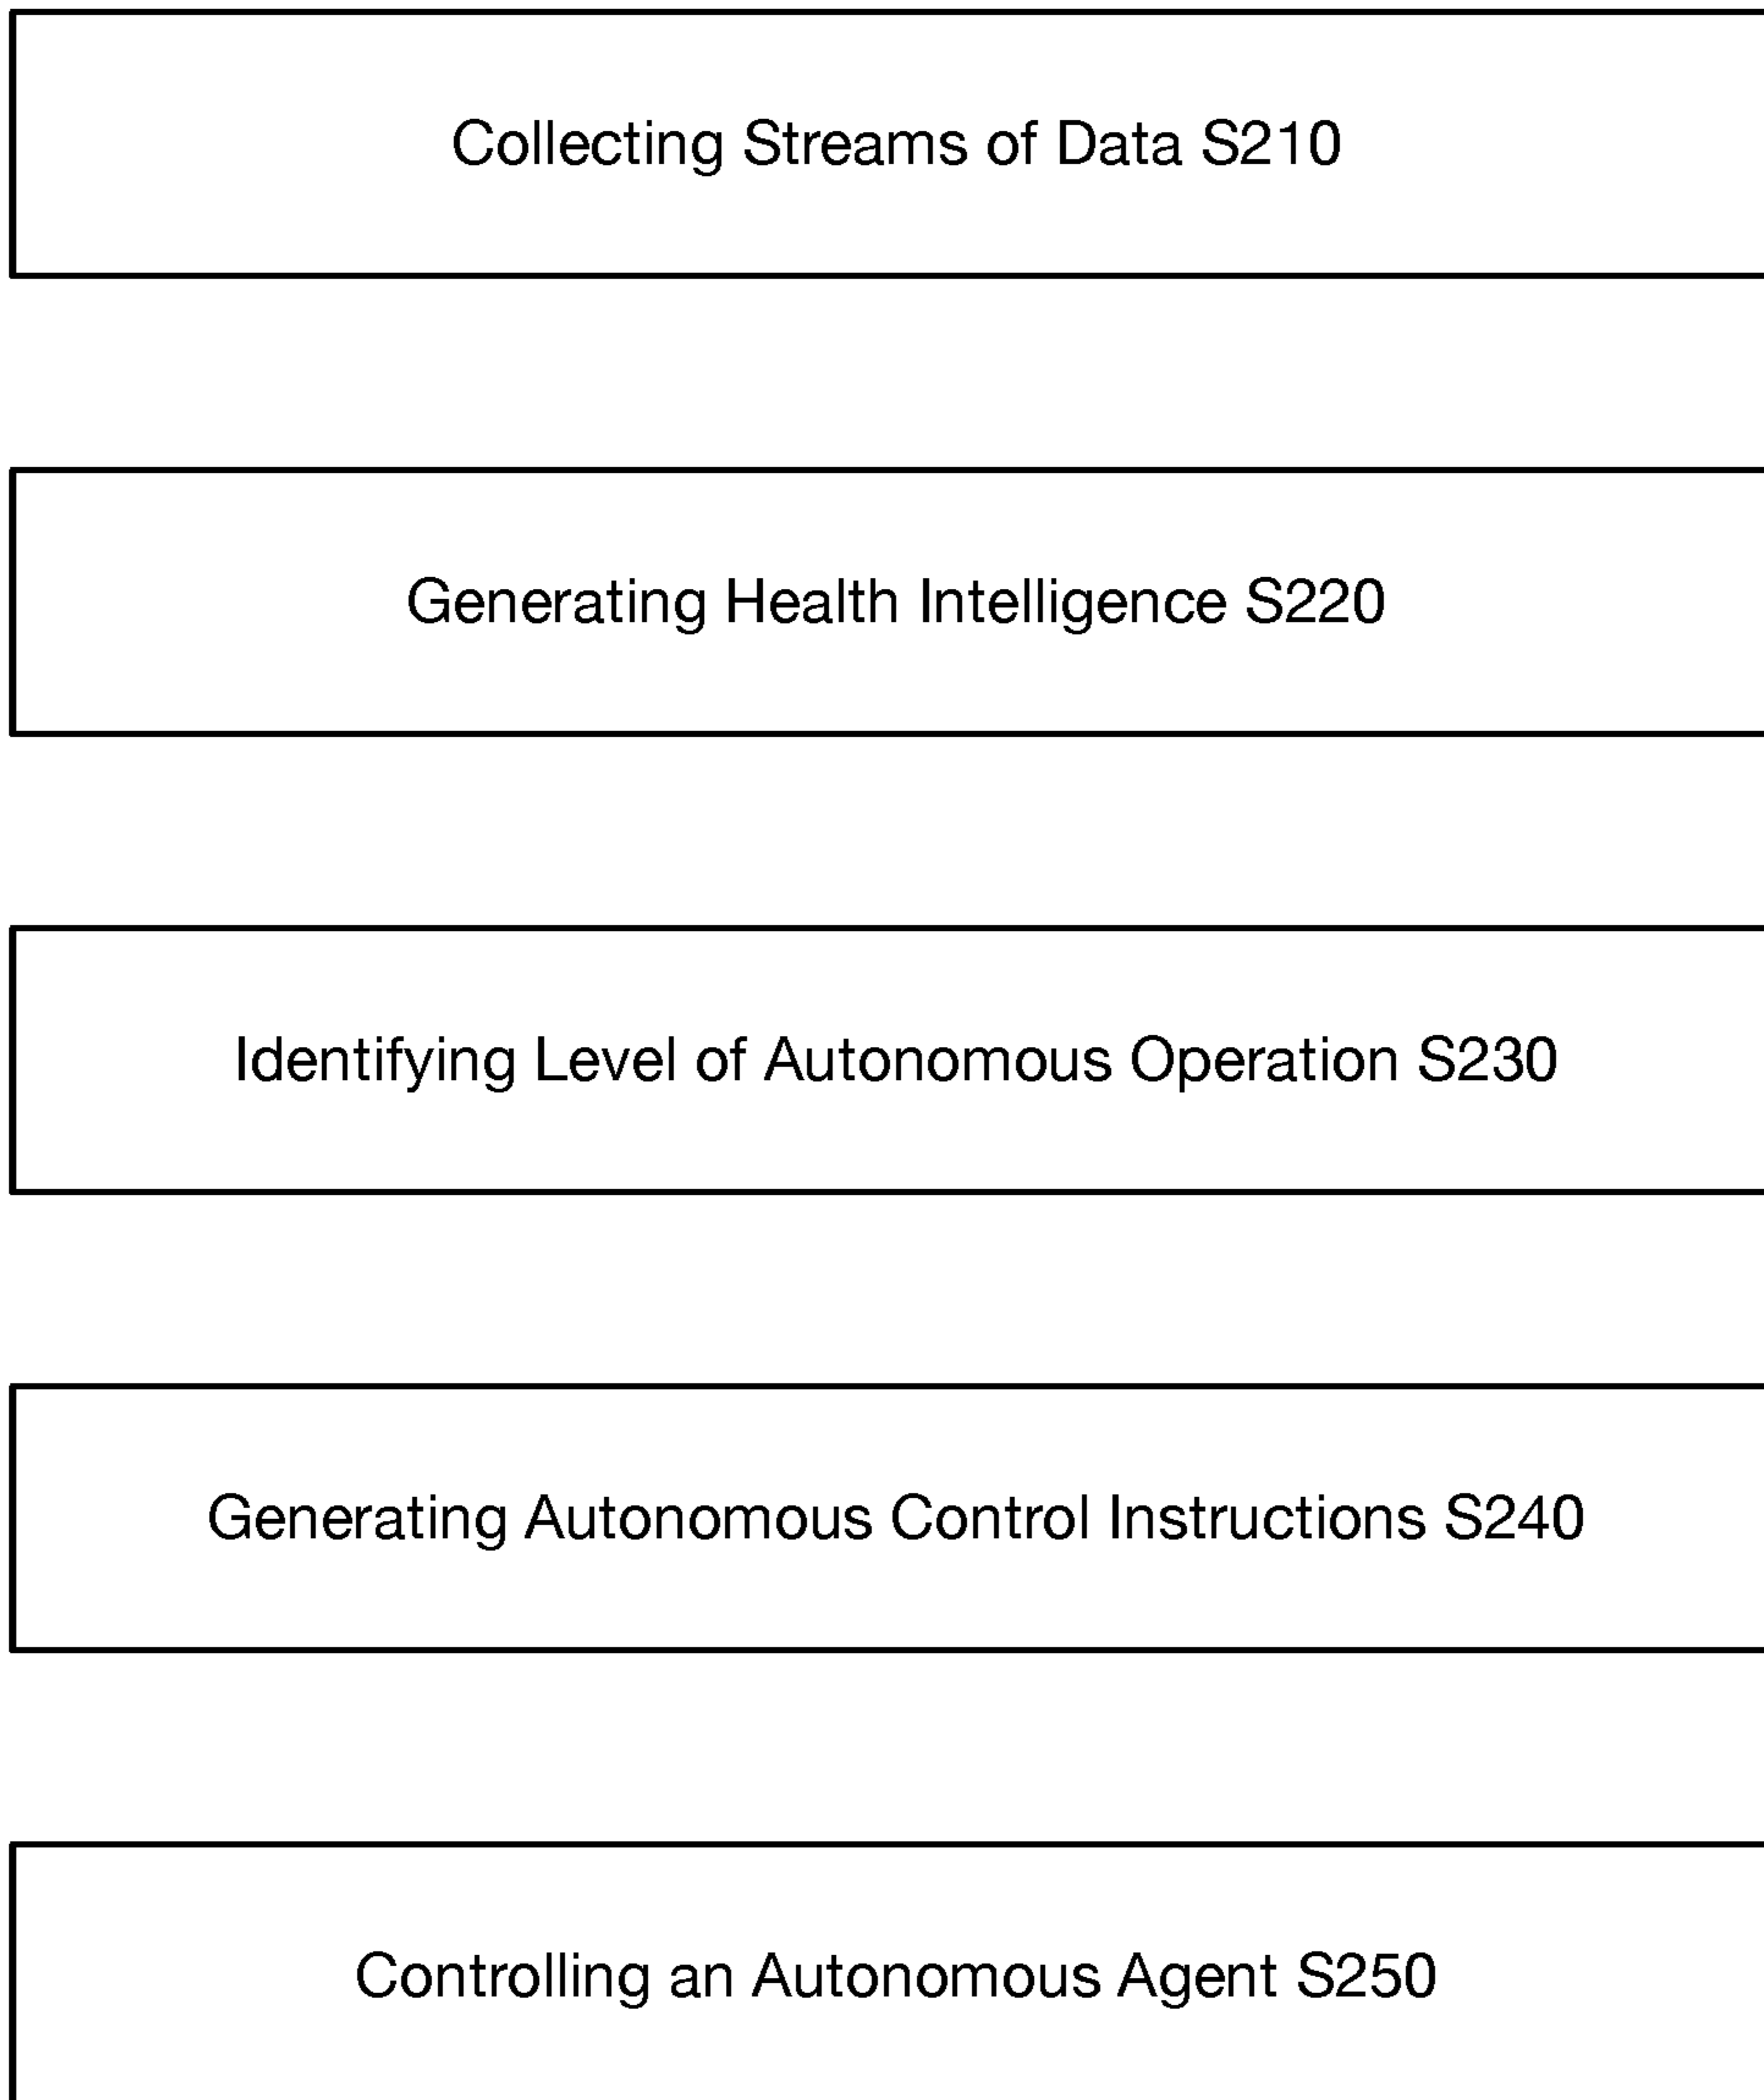 Collecting Streams of Data S210
Generating Health Intelligence S220
Identifying Level of Autonomous Operation S230
Generating Autonomous Control Instructions S240
Controlling an Autonomous Agent S250